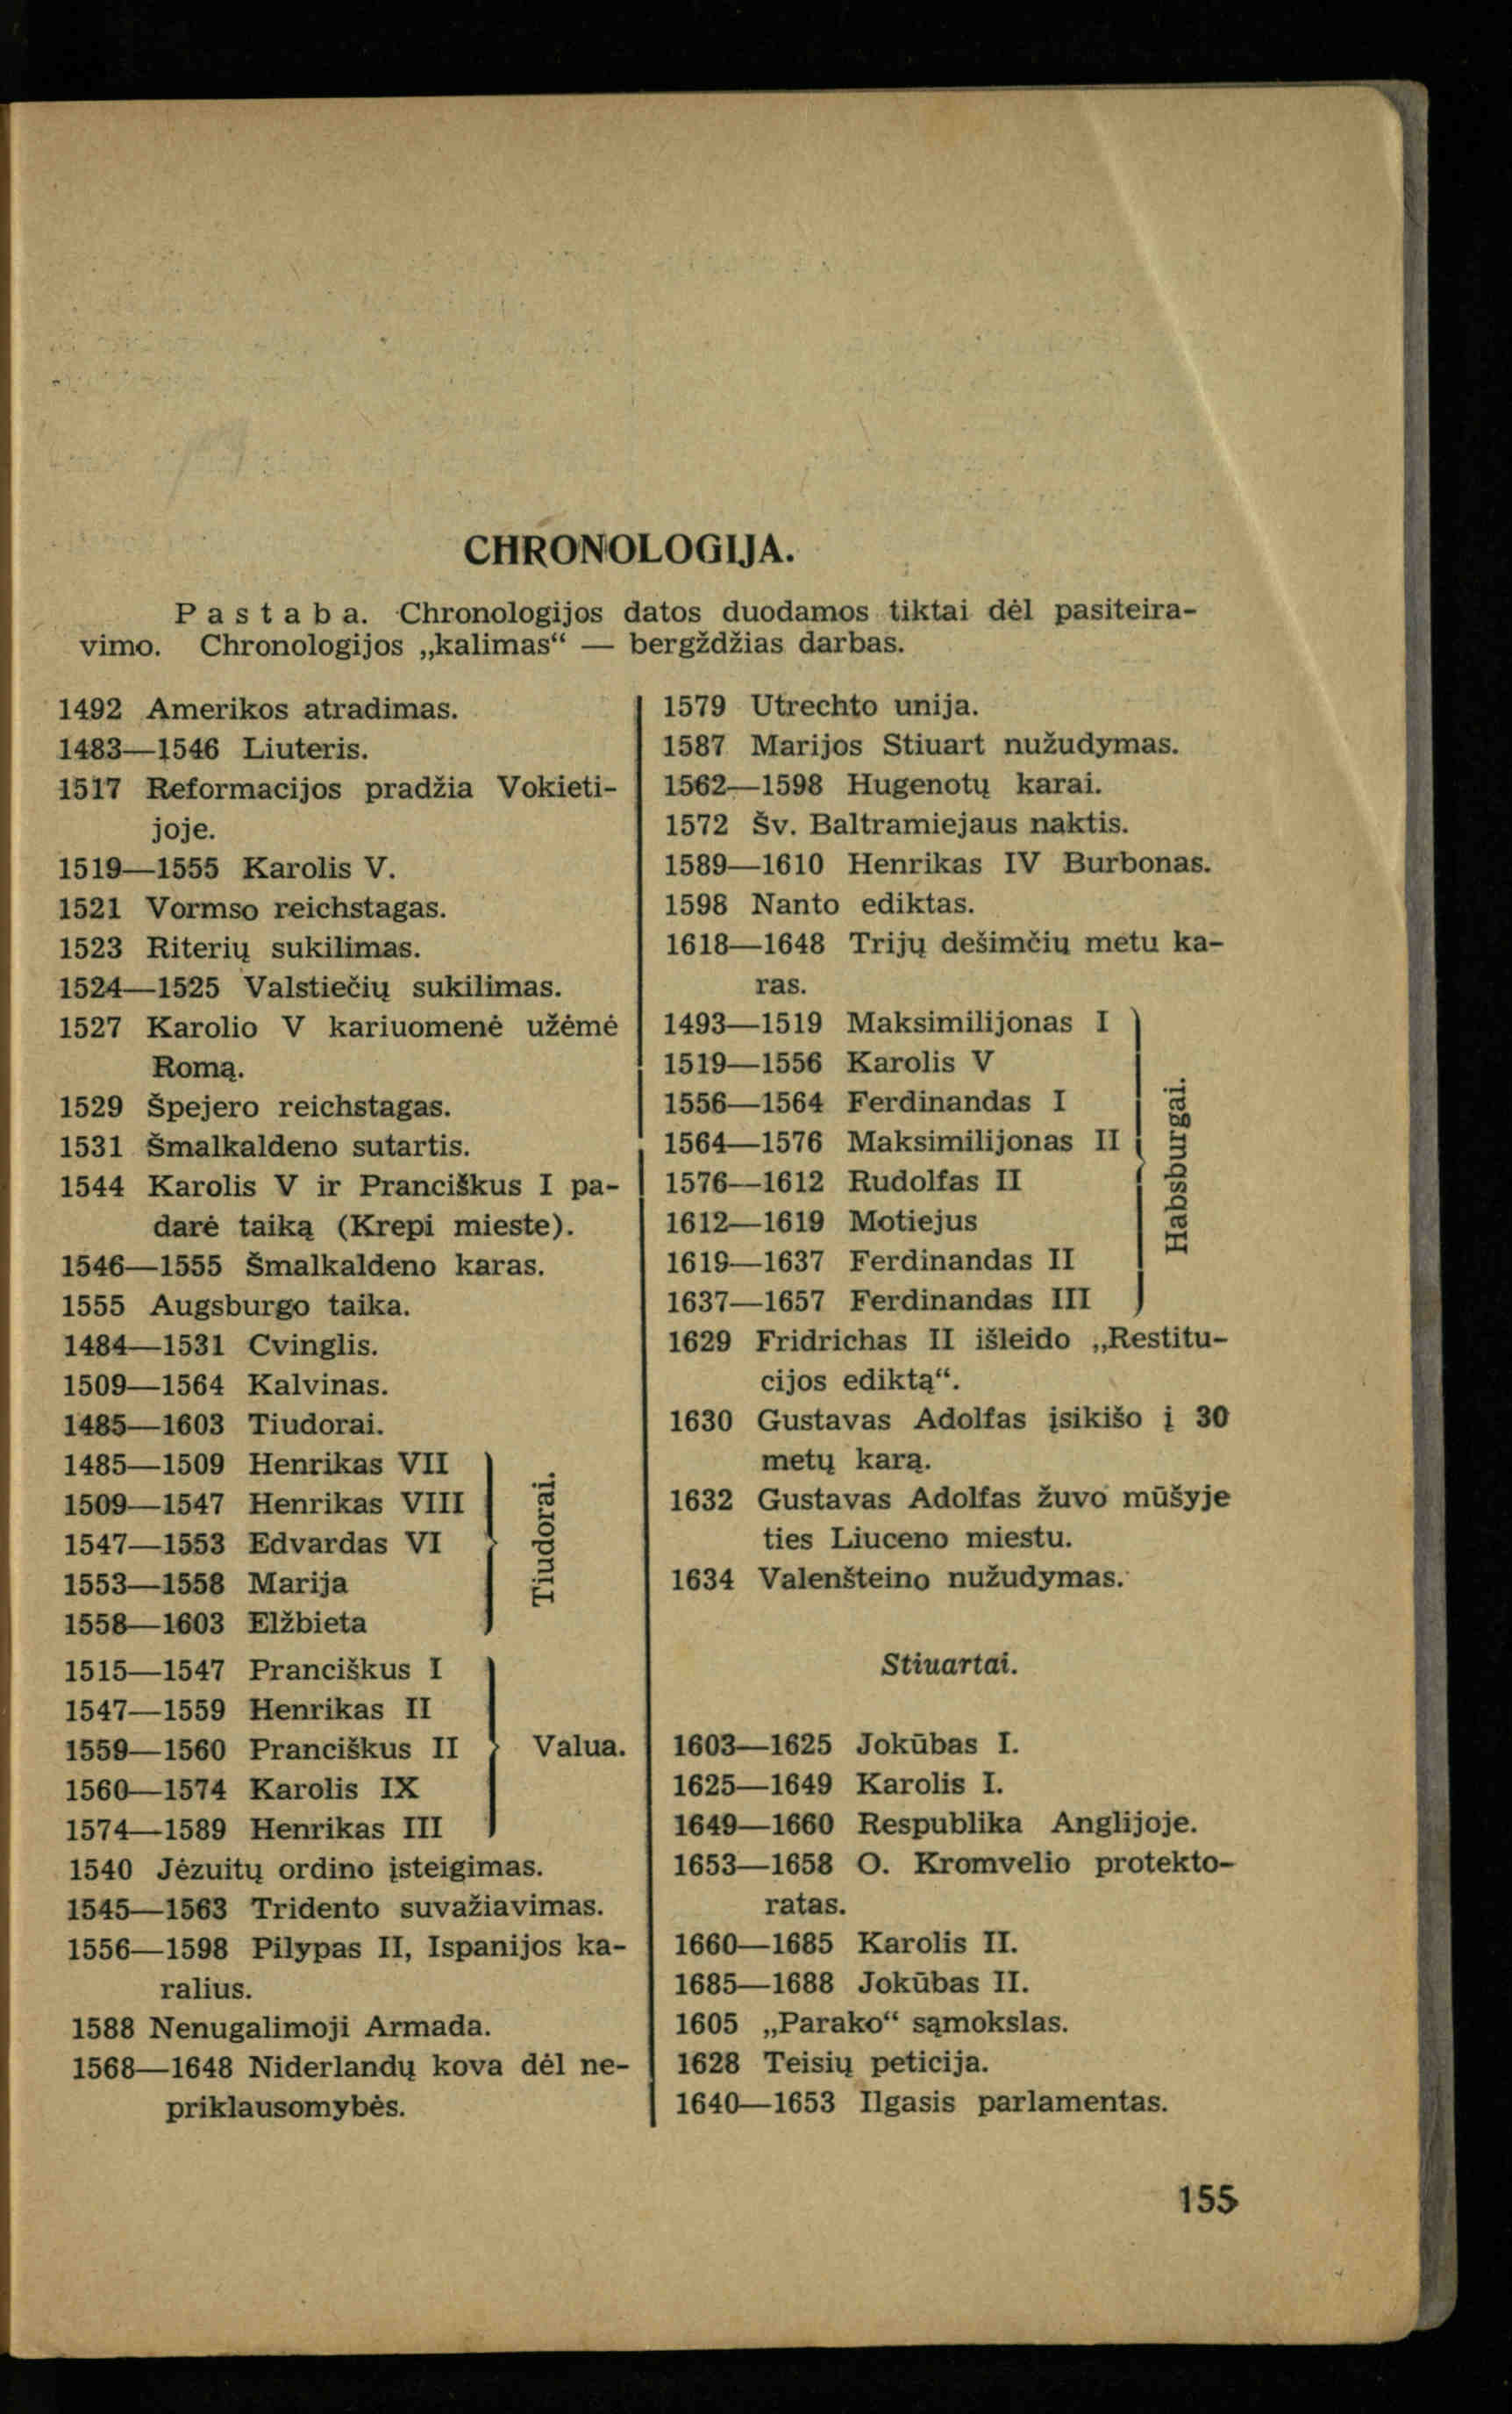 CHRONOLOGIJA.
Pastaba. Chronologijos datos duodamos tiktai dėl pasiteira-
vimo. Chronologijos „kalimas“ — bergždžias darbas.
1492 Amerikos atradimas.
1483—1546 Liuteris.
1517 Reformacijos pradžia Vokieti-
joje.
1519—1555 Karolis V.
1521 Vormso reichstagas.
1523 Riterių sukilimas.
1524—1525 Valstiečių sukilimas.
1527 Karolio V kariuomenė užėmė
Romą.
1529 Špejero reichstagas.
1531 Šmalkaldeno sutartis.
1544 Karolis V ir Pranciškus I pa-
darė taiką (Krepi mieste).
1546—1555 Šmalkaldeno karas.
1555 Augsburgo taika.
1484—1531 Cvinglis.
1509—1564 Kalvinas.
1485—1603 Tiudorai.
1485—1509 Henrikas VII
1509—1547 Henrikas VIII
1547—1553 Edvardas VI
1553—1558 Marija
1558—1603 Elžbieta
Tiudorai.
1515—1547 Pranciškus I
1547—1559 Henrikas II
1559—1560 Pranciškus II
1560—1574 Karolis IX
1574—1589 Henrikas III
Valua.
1540 Jėzuitų ordino įsteigimas.
1545—1563 Tridento suvažiavimas.
1556—1598 Pilypas II, Ispanijos ka-
ralius.
1588 Nenugalimoji Armada.
1568—1648 Niderlandų kova dėl ne-
priklausomybės.
1579 Utrechto unija.
1587 Marijos Stiuart nužudymas.
1562—1598 Hugenotų karai.
1572 Šv. Baltramiejaus naktis.
1589—1610 Henrikas IV Burbonas.
1598 Nanto ediktas.
1618—1648 Trijų dešimčių metu ka-
ras.
1493—1519 Maksimilijonas I
1519—1556 Karolis V
1556—1564 Ferdinandas I
1564—1576 Maksimilijonas II
1576—1612 Rudolfas II
1612—1619 Motiejus
1619—1637 Ferdinandas II
1637—1657 Ferdinandas III
Habsburgai.
1629 Fridrichas II išleido „Restitu-
cijos ediktą“.
1630 Gustavas Adolfas įsikišo į 30
metų karą.
1632 Gustavas Adolfas žuvo mūšyje
ties Liuceno miestu.
1634 Valenšteino nužudymas.
Stiuartai.
1603—1625 Jokūbas I.
1625—1649 Karolis I.
1649—1660 Respublika Anglijoje.
1653—1658 O. Kromvelio protekto-
ratas.
1660—1685 Karolis II.
1685—1688 Jokūbas II.
1605 „Parako“ sąmokslas.
1628 Teisių peticija.
1640—1653 Ilgasis parlamentas.
155